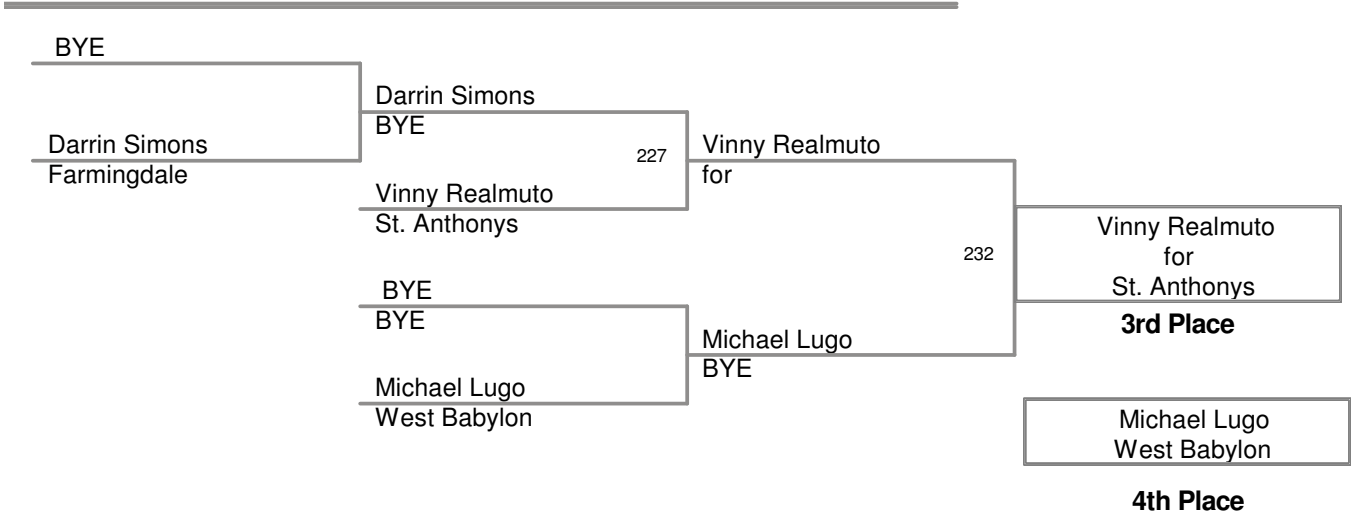 BYE
Darrin Simons
BYE
Darrin Simons
Farmingdale
227
Vinny Realmuto
for
Vinny Realmuto
St. Anthonys
232
Vinny Realmuto
for
St. Anthonys
3rd Place
BYE
BYE
Michael Lugo
BYE
Michael Lugo
West Babylon
Michael Lugo
West Babylon
4th Place